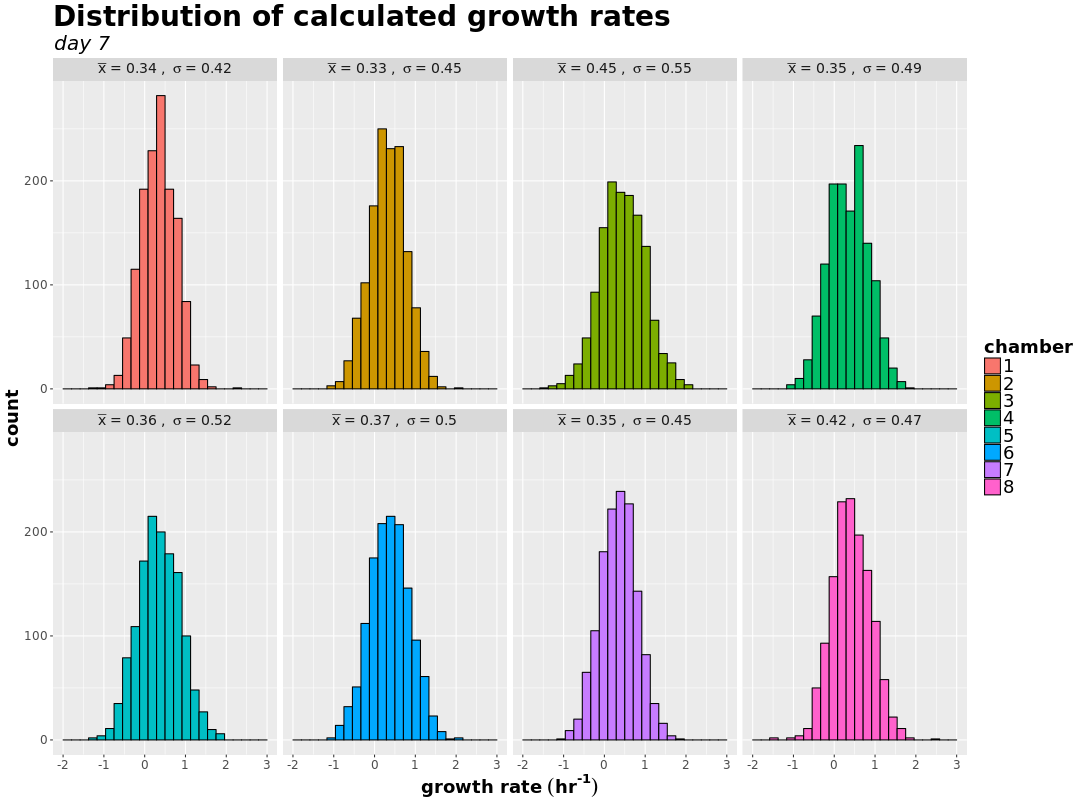 Distribution of calculated growth rates
day 7
x̅ = 0.34 , σ = 0.42
x̅ = 0.33 , σ = 0.45
x̅ = 0.45 , σ = 0.55
x̅ = 0.35 , σ = 0.49
200
100
0
x̅ = 0.36 , σ = 0.52
x̅ = 0.37 , σ = 0.5
x̅ = 0.35 , σ = 0.45
x̅ = 0.42 , σ = 0.47
200
100
0
-2 -1 0 1 2 3
-2 -1 0 1 2 3
-2 -1 0 1 2 3
-2 -1 0 1 2 3
count
growth rate (hr⁻¹)
chamber
1
2
3
4
5
6
7
8